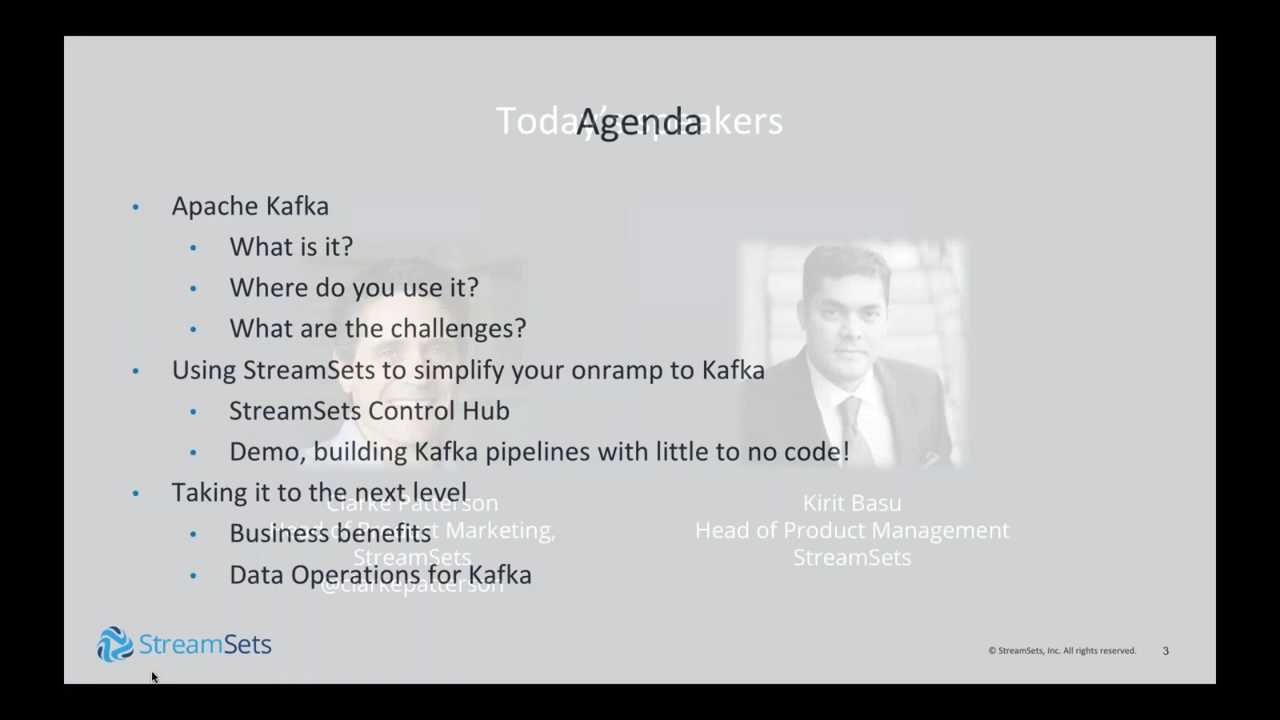 Today's speakers
Agenda
• Apache Kafka
• What is it?
• Where do you use it?
• What are the challenges?
• Using StreamSets to simplify your onramp to Kafka
• StreamSets Control Hub
• Demo, building Kafka pipelines with little to no code!
• Taking it to the next level
• Business benefits
• Data Operations for Kafka
Clarke Patterson
Head of Product Marketing,
StreamSets
@clarkepatterson
Kirit Basu
Head of Product Management
StreamSets
StreamSets
© StreamSets, Inc. All rights reserved. 3